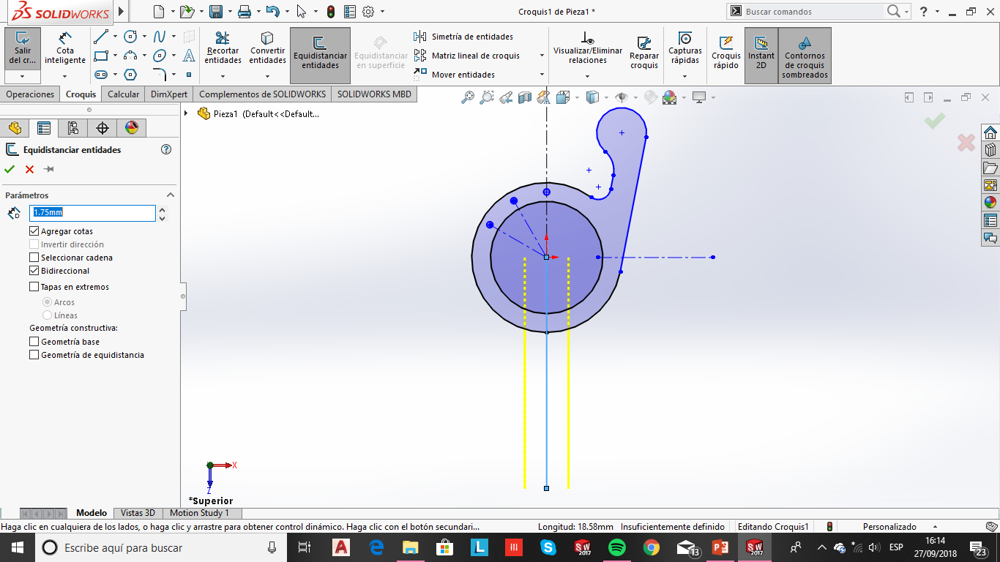 SOLIDWORKS
Croquis1 de Pieza1 *
Buscar comandos
Salir del cr...
Cota inteligente
Recortar entidades
Convertir entidades
Equidistanciar entidades
Equidistanciar en superficie
Simetría de entidades
Matriz lineal de croquis
Mover entidades
Visualizar/Eliminar relaciones
Reparar croquis
Capturas rápidas
Croquis rápido
Instant 2D
Contornos de croquis sombreados
Operaciones Croquis Calcular DimXpert Complementos de SOLIDWORKS SOLIDWORKS MBD
Pieza1 (Default<<Default...
Equidistanciar entidades
Parámetros
1.75mm
Agregar cotas
Invertir dirección
Seleccionar cadena
Bidireccional
Tapas en extremos
Arcos
Líneas
Geometría constructiva:
Geometría base
Geometría de equidistancia
X
Z
*Superior
Modelo Vistas 3D Motion Study 1
Haga clic en cualquiera de los lados, o haga clic y arrastre para obtener control dinámico. Haga clic con el botón secundari... Longitud: 18.58mm Insuficientemente definido Editando Croquis1 Personalizado
Escribe aquí para buscar
13
SW 2017
ESP
16:14
27/09/2018
23